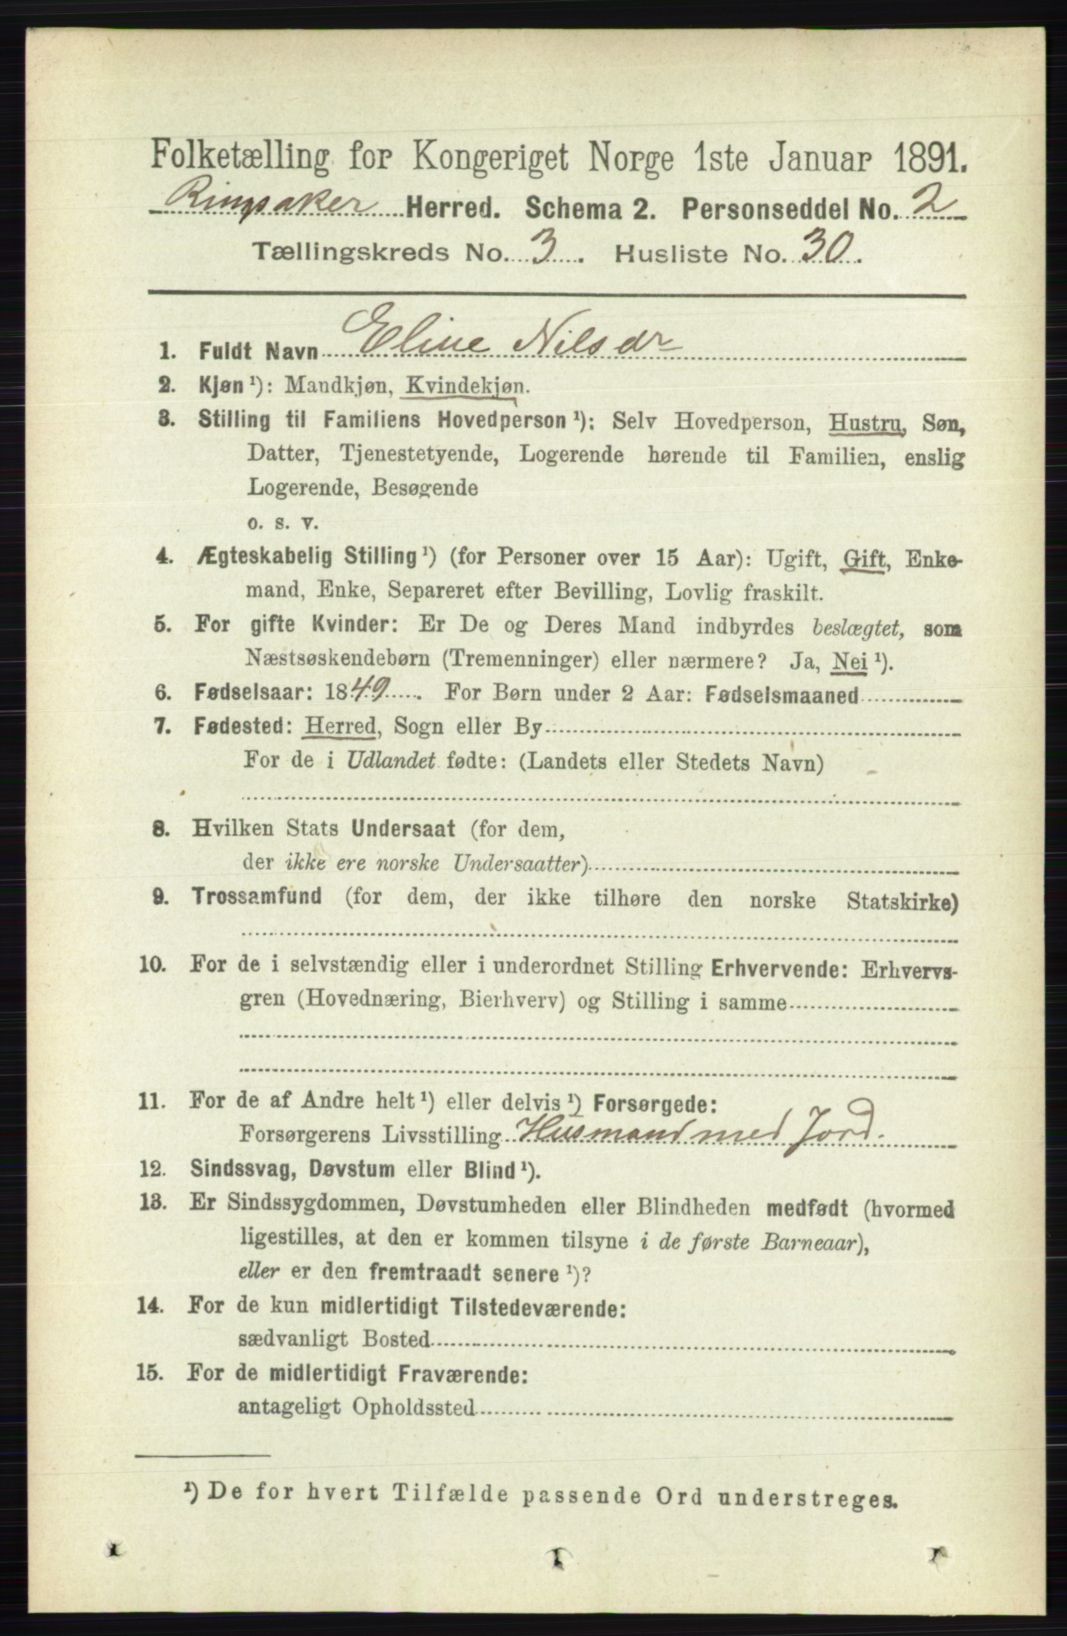 Folketælling for Kongeriget Norge 1ste Januar 1891.
Ringsaker Herred. Schema 2. Personseddel No. 2
Tællingskreds No. 3. Husliste No. 30.
1. Fuldt Navn Eline Nilsdr
2. Kjøn ¹): Mandkjøn, Kvindekjøn.
3. Stilling til Familiens Hovedperson ¹): Selv Hovedperson, Hustru, Søn,
Datter, Tjenestetyende, Logerende hørende til Familien, enslig
Logerende, Besøgende
o. s. v.
4. Ægteskabelig Stilling ¹) (for Personer over 15 Aar): Ugift, Gift, Enke-
mand, Enke, Separeret efter Bevilling, Lovlig fraskilt.
5. For gifte Kvinder: Er De og Deres Mand indbyrdes beslægtet, som
Næstsøskendebørn (Tremenninger) eller nærmere? Ja, Nei ¹).
6. Fødselsaar: 1849. For Børn under 2 Aar: Fødselsmaaned
7. Fødested: Herred, Sogn eller By
For de i Udlandet fødte: (Landets eller Stedets Navn)
8. Hvilken Stats Undersaat (for dem,
der ikke ere norske Undersaatter)
9. Trossamfund (for dem, der ikke tilhøre den norske Statskirke)
10. For de i selvstændig eller i underordnet Stilling Erhvervende: Erhvervs-
gren (Hovednæring, Bierhverv) og Stilling i samme
11. For de af Andre helt ¹) eller delvis ¹) Forsørgede:
Forsørgerens Livsstilling Husmand med Jord.
12. Sindssvag, Døvstum eller Blind ¹).
13. Er Sindssygdommen, Døvstumheden eller Blindheden medfødt (hvormed
ligestilles, at den er kommen tilsyne i de første Barneaar),
eller er den fremtraadt senere ¹)?
14. For de kun midlertidigt Tilstedeværende:
sædvanligt Bosted
15. For de midlertidigt Fraværende:
antageligt Opholdssted
¹) De for hvert Tilfælde passende Ord understreges.